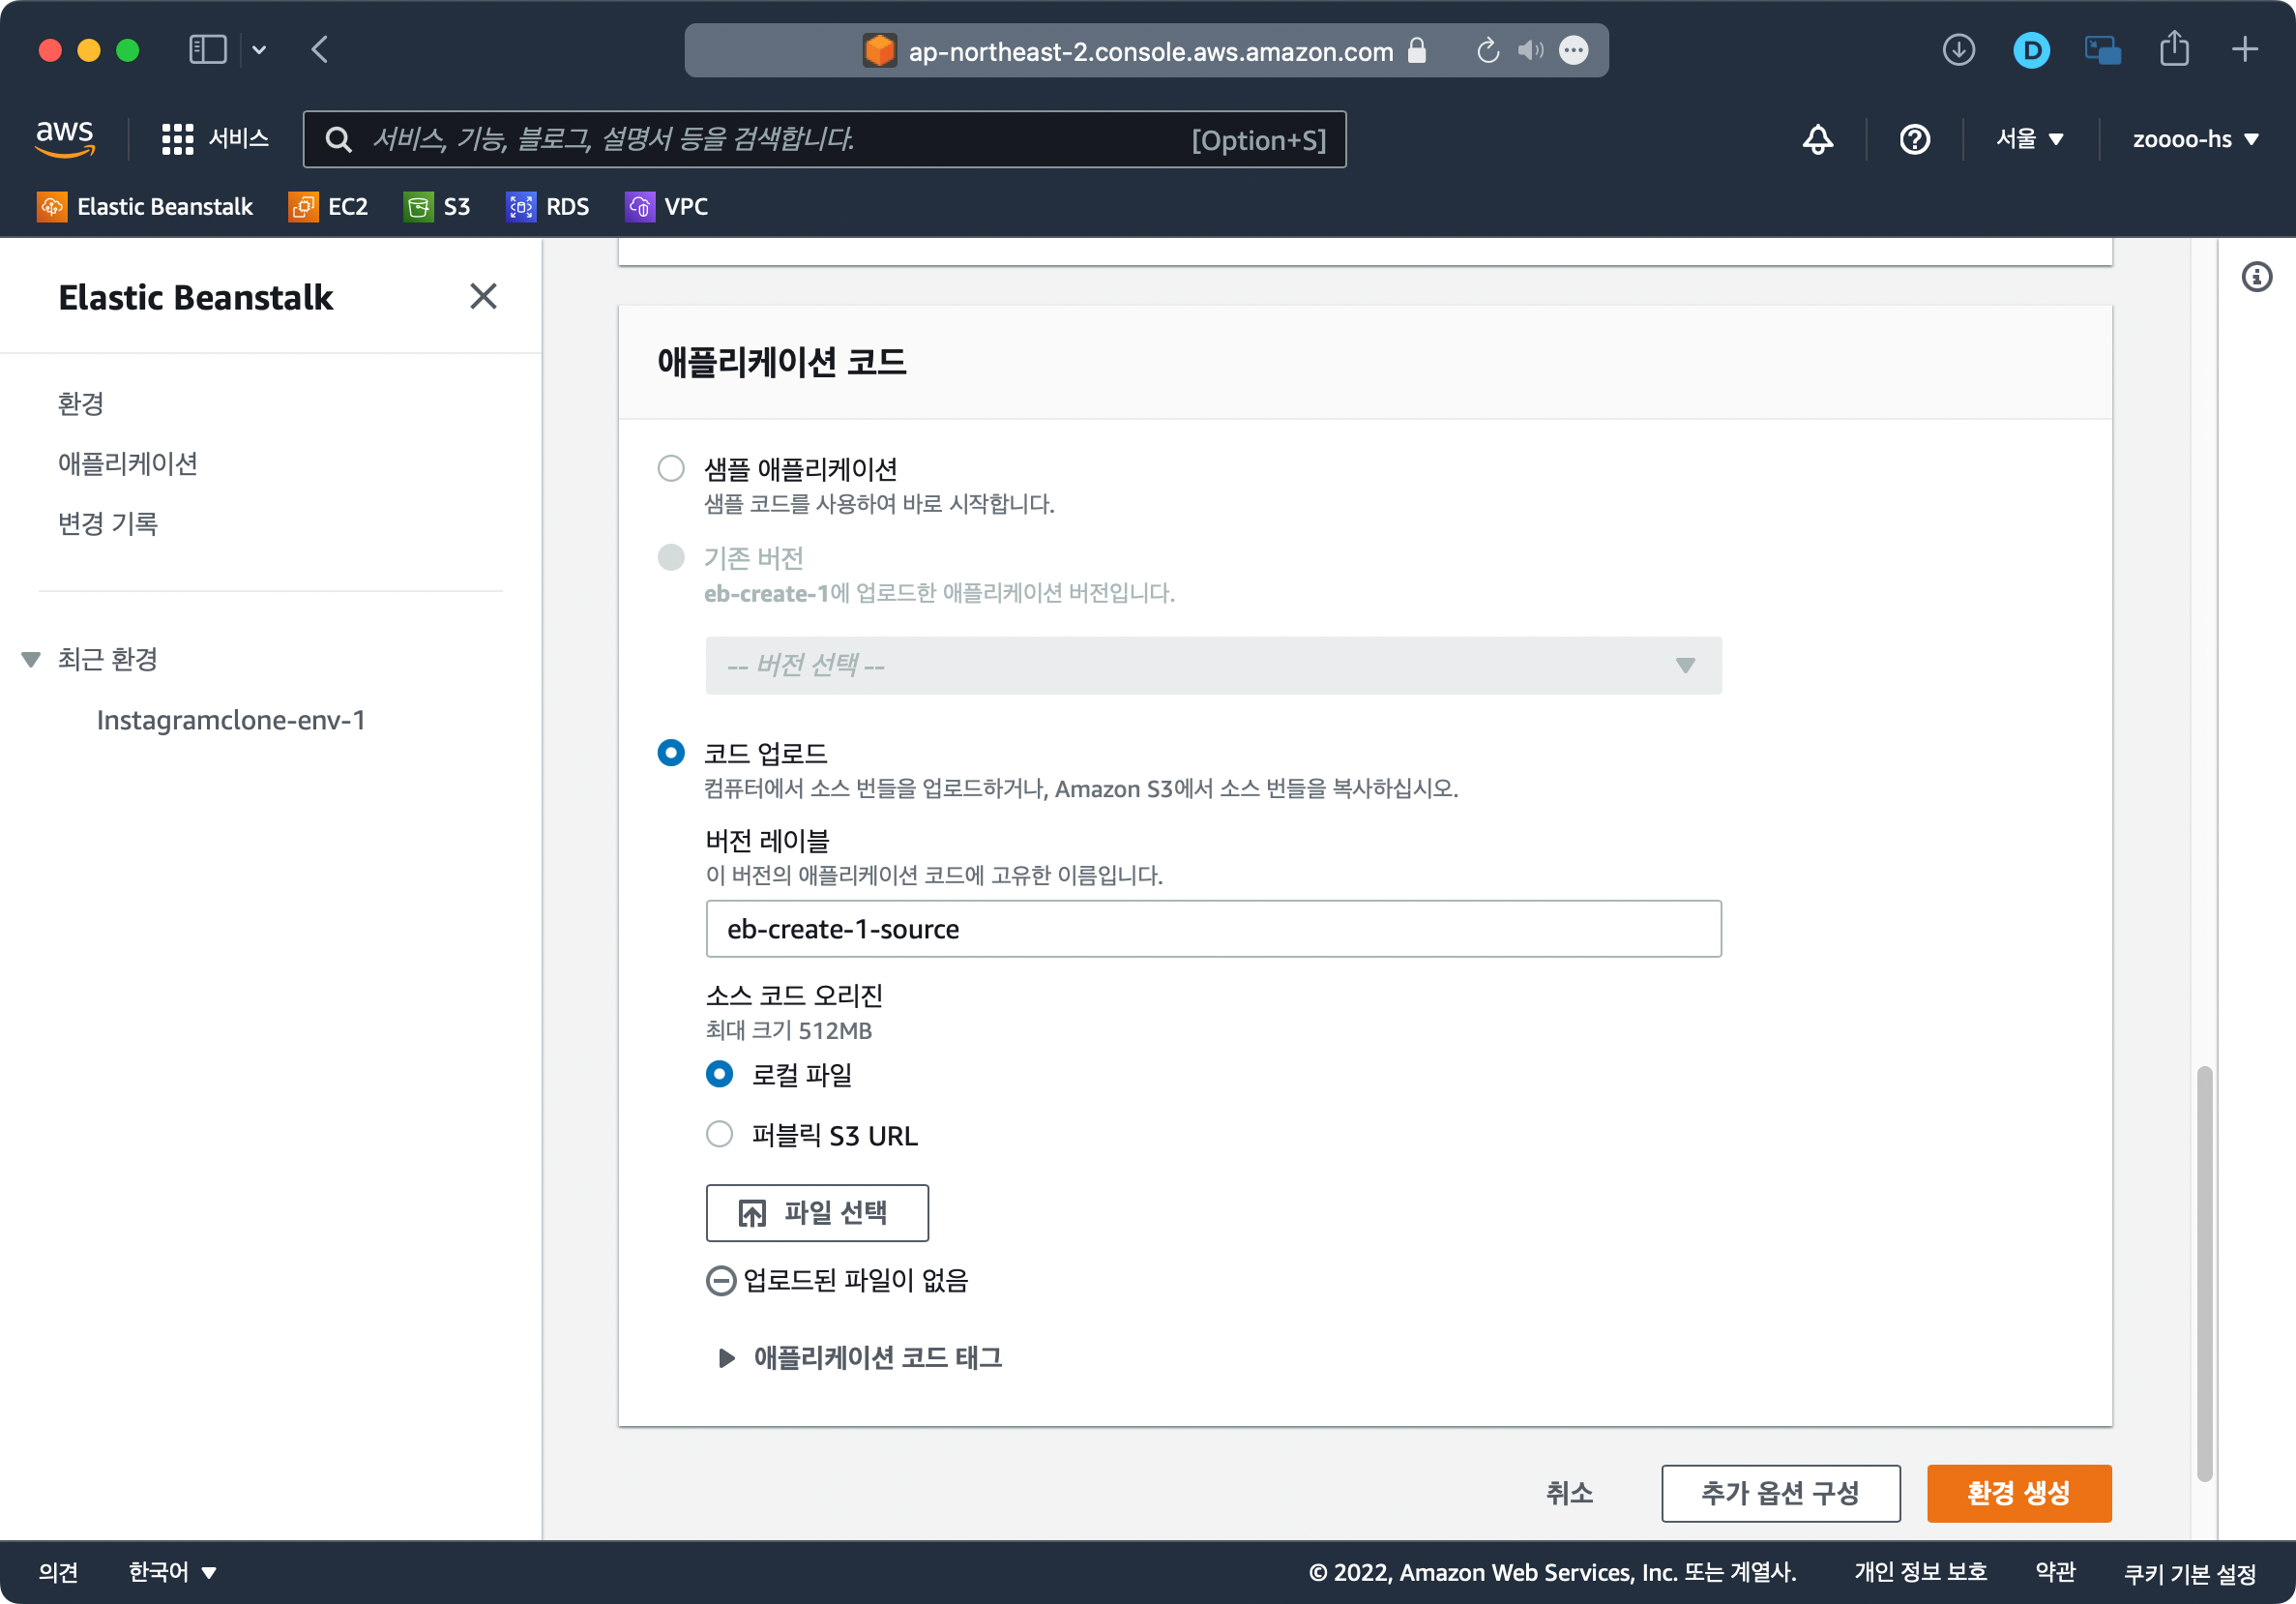 ap-northeast-2.console.aws.amazon.com
D
aws
서비스
서비스, 기능, 블로그, 설명서 등을 검색합니다.
[Option+S]
서울
zoooo-hs
Elastic Beanstalk
EC2
S3
RDS
VPC
Elastic Beanstalk
환경
애플리케이션
변경 기록
최근 환경
Instagramclone-env-1
애플리케이션 코드
샘플 애플리케이션
샘플 코드를 사용하여 바로 시작합니다.
기존 버전
eb-create-1에 업로드한 애플리케이션 버전입니다.
-- 버전 선택 --
코드 업로드
컴퓨터에서 소스 번들을 업로드하거나, Amazon S3에서 소스 번들을 복사하십시오.
버전 레이블
이 버전의 애플리케이션 코드에 고유한 이름입니다.
eb-create-1-source
소스 코드 오리진
최대 크기 512MB
로컬 파일
퍼블릭 S3 URL
파일 선택
업로드된 파일이 없음
애플리케이션 코드 태그
취소
추가 옵션 구성
환경 생성
의견
한국어
© 2022, Amazon Web Services, Inc. 또는 계열사.
개인 정보 보호
약관
쿠키 기본 설정